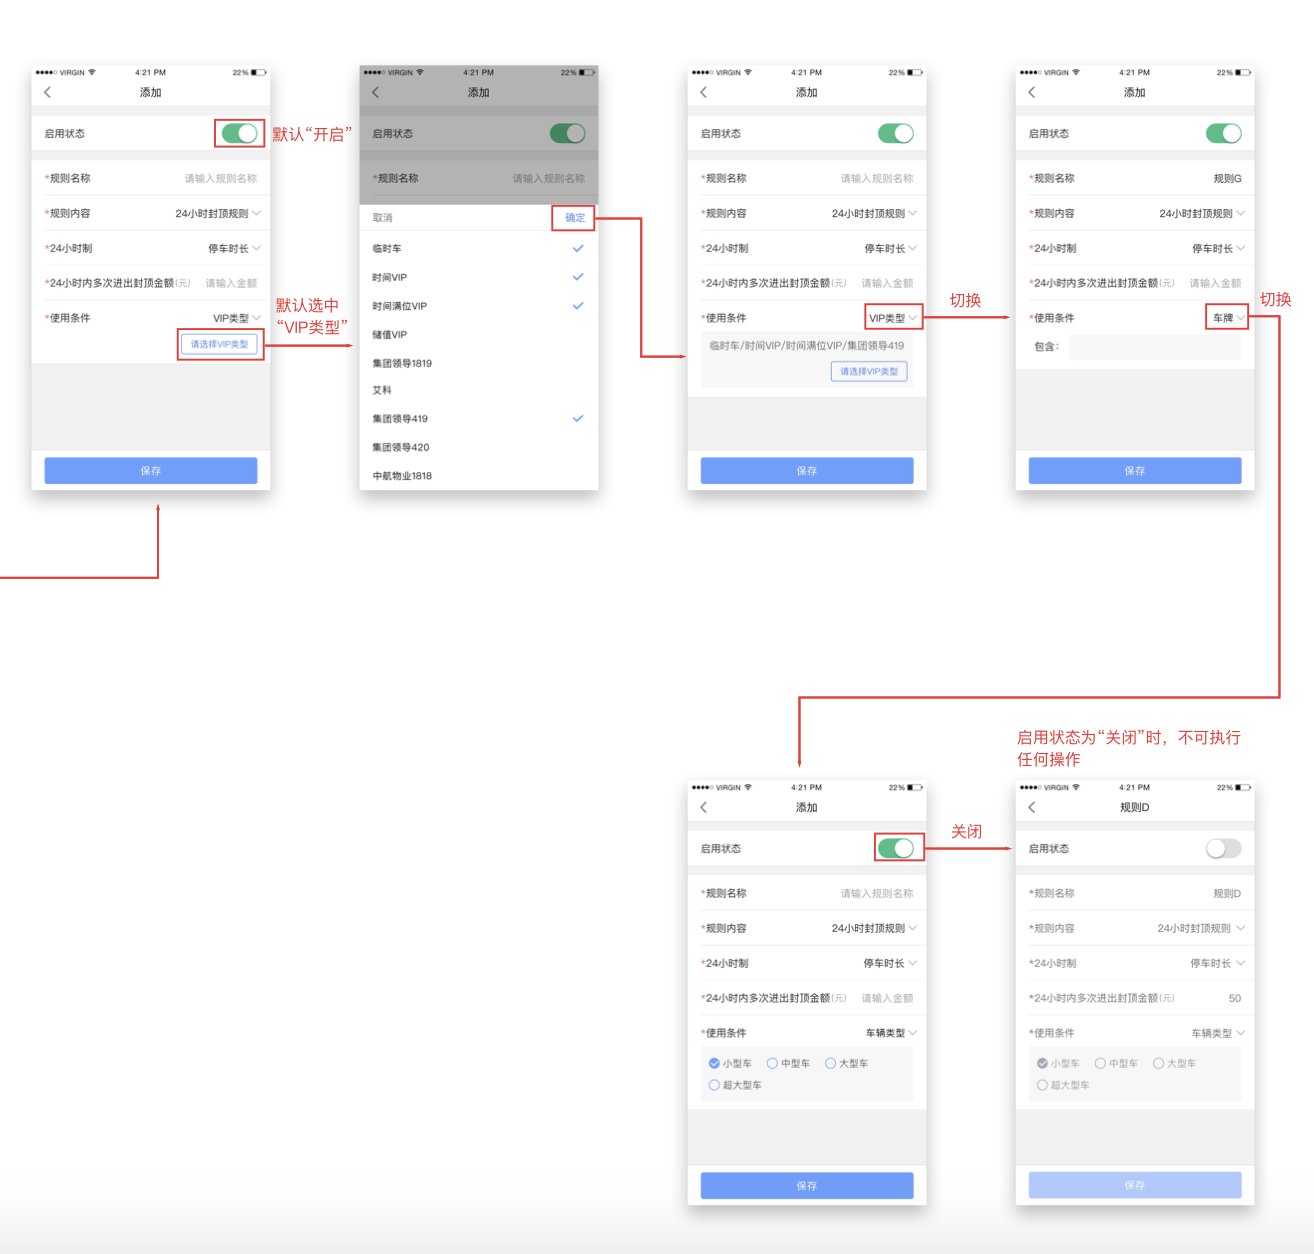 VIRGIN 4:21 PM 22%
添加
启用状态
默认“开启”
*规则名称 请输入规则名称
*规则内容 24小时封顶规则
*24小时制 停车时长
*24小时内多次进出封顶金额(元) 请输入金额
*使用条件 VIP类型
请选择VIP类型
保存
默认选中
“VIP类型”
VIRGIN 4:21 PM 22%
添加
启用状态
*规则名称 请输入规则名称
取消 确定
临时车
时间VIP
时间满位VIP
储值VIP
集团领导1819
艾科
集团领导419
集团领导420
中航物业1818
VIRGIN 4:21 PM 22%
添加
启用状态
*规则名称 请输入规则名称
*规则内容 24小时封顶规则
*24小时制 停车时长
*24小时内多次进出封顶金额(元) 请输入金额
*使用条件 VIP类型
临时车/时间VIP/时间满位VIP/集团领导419
请选择VIP类型
保存
切换
VIRGIN 4:21 PM 22%
添加
启用状态
*规则名称 规则G
*规则内容 24小时封顶规则
*24小时制 停车时长
*24小时内多次进出封顶金额(元) 请输入金额
*使用条件 车牌
包含：
保存
切换
VIRGIN 4:21 PM 22%
添加
启用状态
*规则名称 请输入规则名称
*规则内容 24小时封顶规则
*24小时制 停车时长
*24小时内多次进出封顶金额(元) 请输入金额
*使用条件 车辆类型
小型车 中型车 大型车
超大型车
保存
关闭
启用状态为“关闭”时，不可执行
任何操作
VIRGIN 4:21 PM 22%
规则D
启用状态
*规则名称 规则D
*规则内容 24小时封顶规则
*24小时制 停车时长
*24小时内多次进出封顶金额(元) 50
*使用条件 车辆类型
小型车 中型车 大型车
超大型车
保存